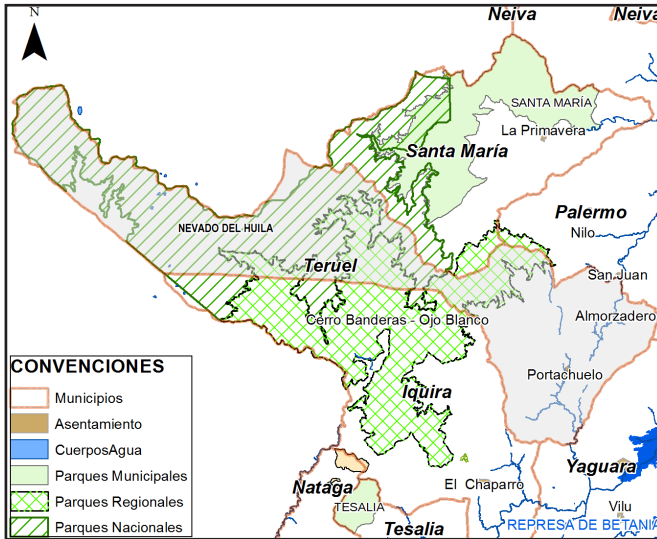 N
Neiva
Neiva
SANTA MARÍA
La Primavera
Santa María
Palermo
NEVADO DEL HUILA
Nilo
Teruel
San Juan
Cerro Banderas - Ojo Blanco
Almorzadero
Portachuelo
CONVENCIONES
Municipios
Asentamiento
CuerposAgua
Parques Municipales
Parques Regionales
Parques Nacionales
Iquira
Yaguara
Nataga
El Chaparro
TESALIA
Vilu
Tesalia
REPRESA DE BETANIA